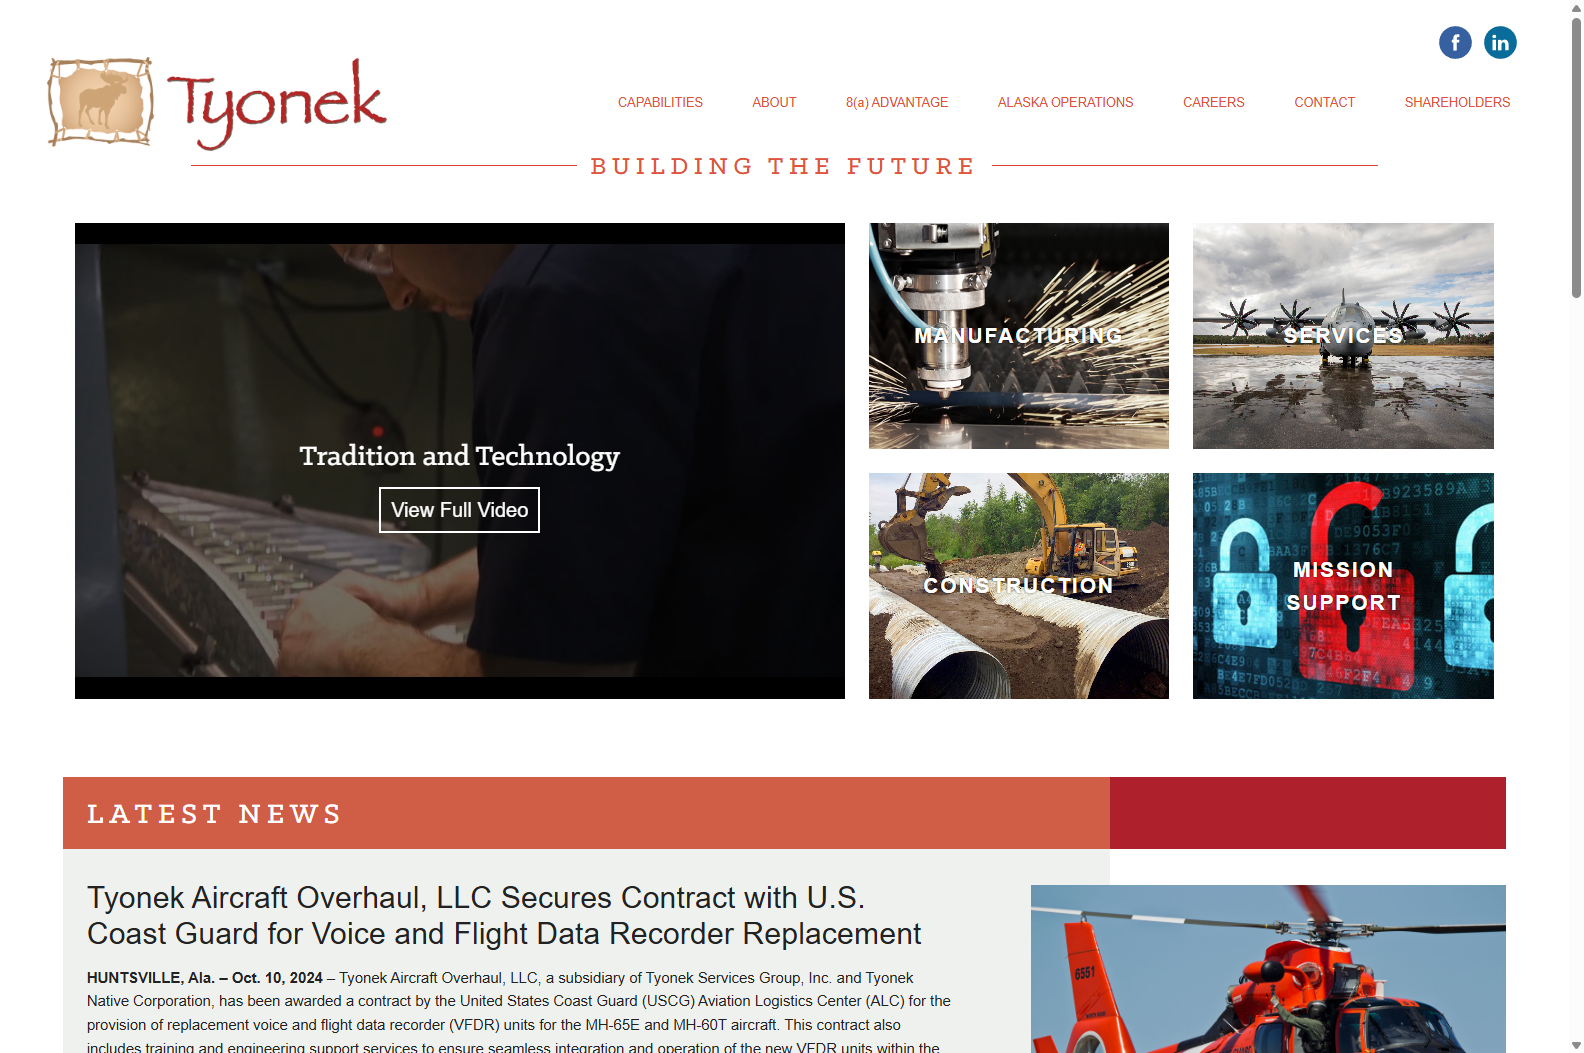 f in
Tyonek
CAPABILITIES ABOUT 8(a) ADVANTAGE ALASKA OPERATIONS CAREERS CONTACT SHAREHOLDERS
BUILDING THE FUTURE
Tradition and Technology
View Full Video
MANUFACTURING
SERVICES
CONSTRUCTION
MISSION
SUPPORT
LATEST NEWS
Tyonek Aircraft Overhaul, LLC Secures Contract with U.S.
Coast Guard for Voice and Flight Data Recorder Replacement
HUNTSVILLE, Ala. – Oct. 10, 2024 – Tyonek Aircraft Overhaul, LLC, a subsidiary of Tyonek Services Group, Inc. and Tyonek
Native Corporation, has been awarded a contract by the United States Coast Guard (USCG) Aviation Logistics Center (ALC) for the
provision of replacement voice and flight data recorder (VFDR) units for the MH-65E and MH-60T aircraft. This contract also
includes training and engineering support services to ensure seamless integration and operation of the new VFDR units within the
6551